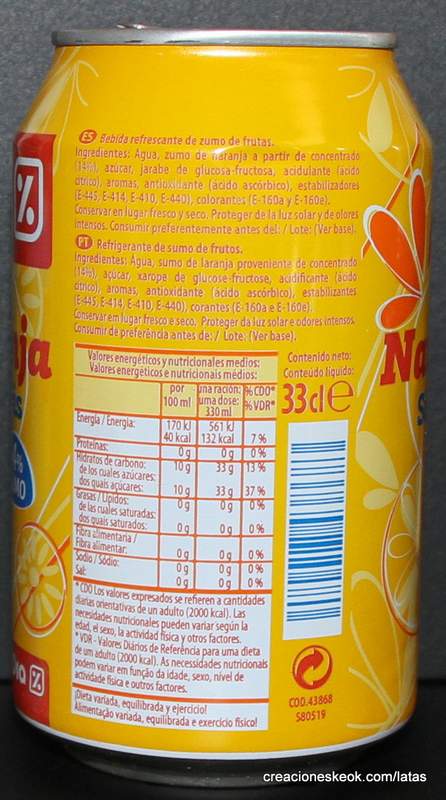 ES Bebida refrescante de zumo de frutas.
Ingredientes: Agua, zumo de naranja a partir de concentrado
(14%), azúcar, jarabe de glucosa-fructosa, acidulante (ácido
cítrico), aromas, antioxidante (ácido ascórbico), estabilizadores
(E-445, E-414, E-410, E-440), colorantes (E-160a y E-160e).
Conservar en lugar fresco y seco. Proteger de la luz solar y de olores
intensos. Consumir preferentemente antes del: / Lote: (Ver base).
PT Refrigerante de sumo de frutos.
Ingredientes: Água, sumo de laranja proveniente de concentrado
(14%), açúcar, xarope de glucose-fructose, acidificante (ácido
cítrico), aromas, antioxidante (ácido ascórbico), estabilizantes
(E-445, E-414, E-410, E-440), corantes (E-160a e E-160e).
Conservar em lugar fresco e seco. Proteger da luz solar e odores intensos.
Consumir de preferência antes de: / Lote: (Ver base).
Valores energéticos y nutricionales medios:
Valores energéticos e nutricionais médios:
por 100 ml
una ración: uma dose: 330 ml
%CDO* %VDR*
Energía / Energia: 170 kJ 561 kJ
40 kcal 132 kcal 7 %
Proteínas: 0 g 0 g 0 %
Hidratos de carbono: 10 g 33 g 13 %
de los cuales azúcares:
dos quais açúcares: 10 g 33 g 37 %
Grasas / Lípidos: 0 g 0 g 0 %
de las cuales saturadas:
dos quais saturados: 0 g 0 g 0 %
Fibra alimentaria /
Fibra alimentar: 0 g 0 g 0 %
Sodio / Sódio: 0 g 0 g 0 %
Sal: 0 g 0 g 0 %
* CDO Los valores expresados se refieren a cantidades
diarias orientativas de un adulto (2000 kcal). Las
necesidades nutricionales pueden variar según la
edad, el sexo, la actividad física y otros factores.
* VDR - Valores Diários de Referência para uma dieta
de um adulto (2000 kcal). As necessidades nutricionais
podem variar em função da idade, sexo, nível de
actividade física e outros factores.
¡Dieta variada, equilibrada y ejercicio!
Alimentação variada, equilibrada e exercício físico!
Contenido neto:
Conteúdo líquido:
33cl e
COD.43868
S80519
%
ja
ES
%
MO
Dia %
Na
S
creacioneskeok.com/latas